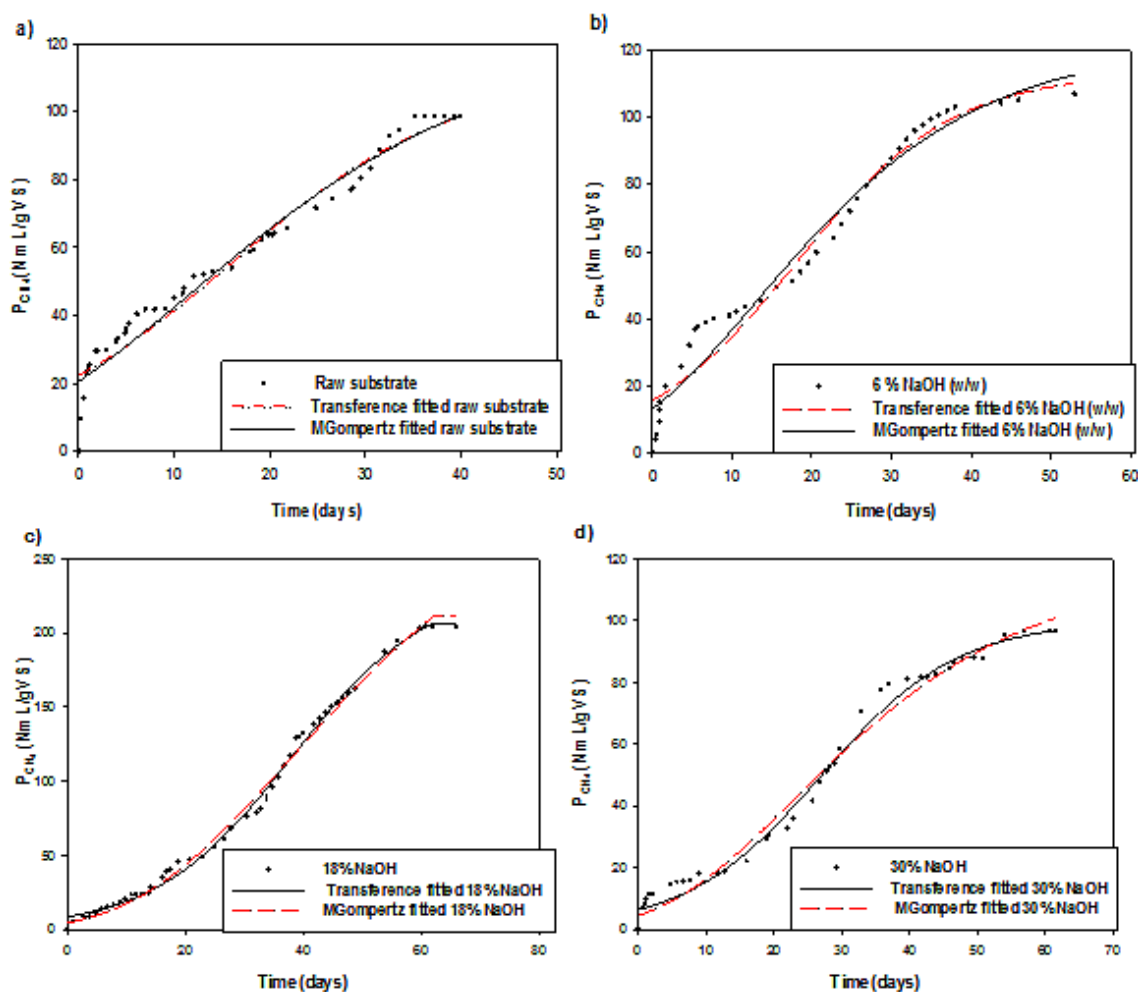 a)
120
100
80
60
40
20
0
P CH4 (Nm L/gVS)
0 10 20 30 40 50
Time (days)
Raw substrate
Transference fitted raw substrate
MGompertz fitted raw substrate
b)
120
100
80
60
40
20
0
P CH4 (Nm L/gVS)
0 10 20 30 40 50 60
Time (days)
6 % NaOH (w/w)
Transference fitted 6% NaOH (w/w)
MGompertz fitted 6% NaOH (w/w)
c)
250
200
150
100
50
0
P CH4 (Nm L/gVS)
0 20 40 60 80
Time (days)
18%NaOH
Transference fitted 18%NaOH
MGompertz fitted 18%NaOH
d)
120
100
80
60
40
20
0
P CH4 (Nm L/gVS)
0 10 20 30 40 50 60 70
Time (days)
30%NaOH
Transference fitted 30%NaOH
MGompertz fitted 30%NaOH